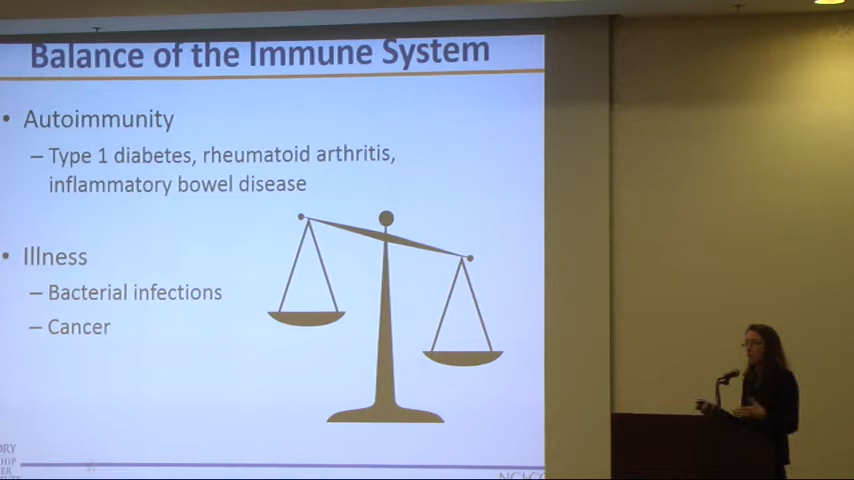 Balance of the Immune System
• Autoimmunity
– Type 1 diabetes, rheumatoid arthritis,
inflammatory bowel disease
• Illness
– Bacterial infections
– Cancer